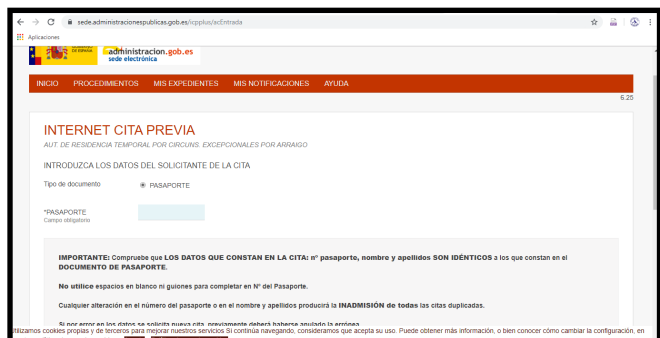 sede.administracionespublicas.gob.es/icpplus/acEntrada
Aplicaciones
DE ESPAÑA
administracion.gob.es
sede electrónica
INICIO PROCEDIMIENTOS MIS EXPEDIENTES MIS NOTIFICACIONES AYUDA
6.25
INTERNET CITA PREVIA
AUT. DE RESIDENCIA TEMPORAL POR CIRCUNS. EXCEPCIONALES POR ARRAIGO
INTRODUZCA LOS DATOS DEL SOLICITANTE DE LA CITA
Tipo de documento PASAPORTE
*PASAPORTE
Campo obligatorio
IMPORTANTE: Compruebe que LOS DATOS QUE CONSTAN EN LA CITA: nº pasaporte, nombre y apellidos SON IDÉNTICOS a los que constan en el
DOCUMENTO DE PASAPORTE.
No utilice espacios en blanco ni guiones para completar en Nº del Pasaporte.
Cualquier alteración en el número del pasaporte o en el nombre y apellidos producirá la INADMISIÓN de todas las citas duplicadas.
Si por error en los datos se solicita nueva cita, previamente deberá haberse anulado la errónea.
Utilizamos cookies propias y de terceros para mejorar nuestros servicios Si continúa navegando, consideramos que acepta su uso. Puede obtener más información, o bien conocer cómo cambiar la configuración, en